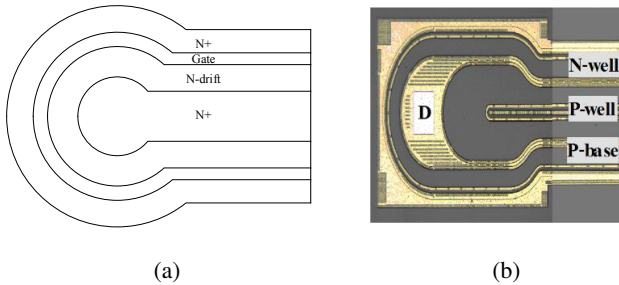 N+
Gate
N-drift
N+
(a)
N-well
D
P-well
P-base
(b)